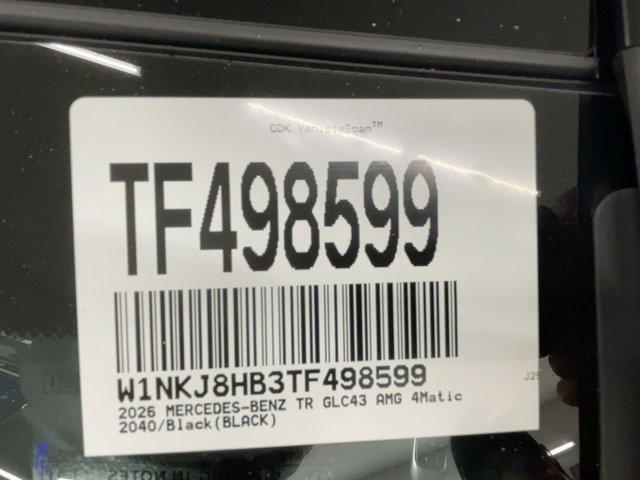 CDK VehicleScan™
TF498599
W1NKJ8HB3TF498599
2026 MERCEDES-BENZ TR GLC43 AMG 4Matic
2040/Black(BLACK)